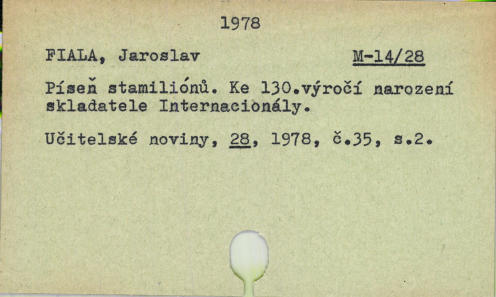 1978
FIALA, Jaroslav M-14/28
Píseň stamiliónů. Ke 130.výročí narození
skladatele Internacionály.
Učitelské noviny, 28, 1978, č.35, s.2.